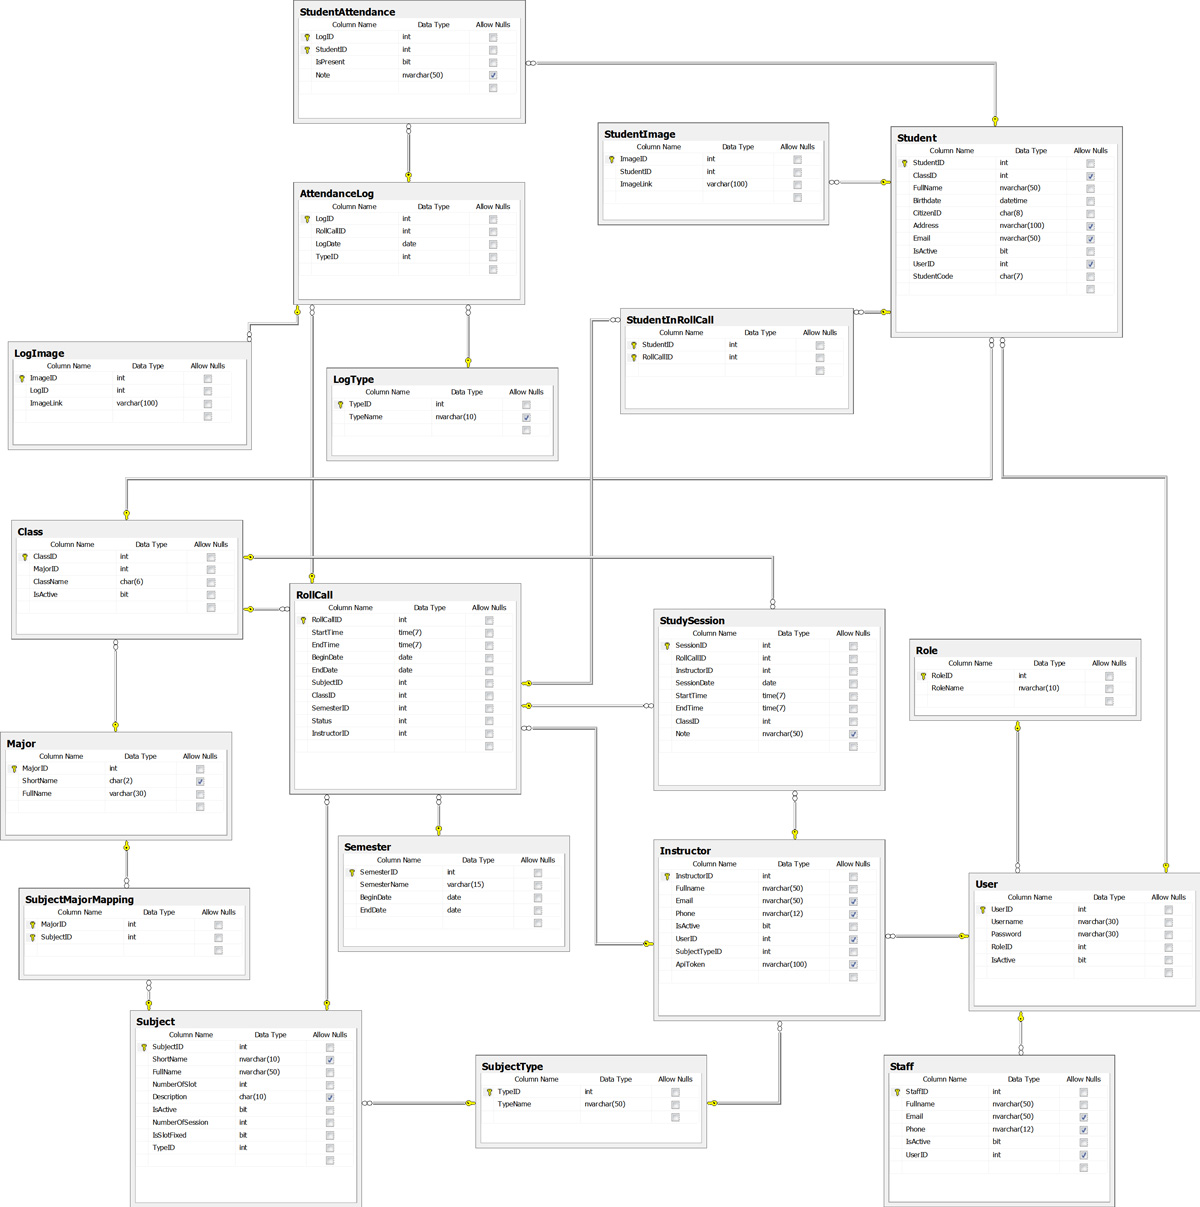 StudentAttendance
Column Name Data Type Allow Nulls
LogID int
StudentID int
IsPresent bit
Note nvarchar(50)
StudentImage
Column Name Data Type Allow Nulls
ImageID int
StudentID int
ImageLink varchar(100)
Student
Column Name Data Type Allow Nulls
StudentID int
ClassID int
FullName nvarchar(50)
Birthdate datetime
CitizenID char(8)
Address nvarchar(100)
Email nvarchar(50)
IsActive bit
UserID int
StudentCode char(7)
AttendanceLog
Column Name Data Type Allow Nulls
LogID int
RollCallID int
LogDate date
TypeID int
StudentInRollCall
Column Name Data Type Allow Nulls
StudentID int
RollCallID int
LogImage
Column Name Data Type Allow Nulls
ImageID int
LogID int
ImageLink varchar(100)
LogType
Column Name Data Type Allow Nulls
TypeID int
TypeName nvarchar(10)
Class
Column Name Data Type Allow Nulls
ClassID int
MajorID int
ClassName char(6)
IsActive bit
RollCall
Column Name Data Type Allow Nulls
RollCallID int
StartTime time(7)
EndTime time(7)
BeginDate date
EndDate date
SubjectID int
ClassID int
SemesterID int
Status int
InstructorID int
StudySession
Column Name Data Type Allow Nulls
SessionID int
RollCallID int
InstructorID int
SessionDate date
StartTime time(7)
EndTime time(7)
ClassID int
Note nvarchar(50)
Role
Column Name Data Type Allow Nulls
RoleID int
RoleName nvarchar(10)
Major
Column Name Data Type Allow Nulls
MajorID int
ShortName char(2)
FullName varchar(30)
Semester
Column Name Data Type Allow Nulls
SemesterID int
SemesterName varchar(15)
BeginDate date
EndDate date
Instructor
Column Name Data Type Allow Nulls
InstructorID int
Fullname nvarchar(50)
Email nvarchar(50)
Phone nvarchar(12)
IsActive bit
UserID int
SubjectTypeID int
ApiToken nvarchar(100)
User
Column Name Data Type Allow Nulls
UserID int
Username nvarchar(30)
Password nvarchar(30)
RoleID int
IsActive bit
SubjectMajorMapping
Column Name Data Type Allow Nulls
MajorID int
SubjectID int
Subject
Column Name Data Type Allow Nulls
SubjectID int
ShortName nvarchar(10)
FullName nvarchar(50)
NumberOfSlot int
Description char(10)
IsActive bit
NumberOfSession int
IsSlotFixed bit
TypeID int
SubjectType
Column Name Data Type Allow Nulls
TypeID int
TypeName nvarchar(50)
Staff
Column Name Data Type Allow Nulls
StaffID int
Fullname nvarchar(50)
Email nvarchar(50)
Phone nvarchar(12)
IsActive bit
UserID int